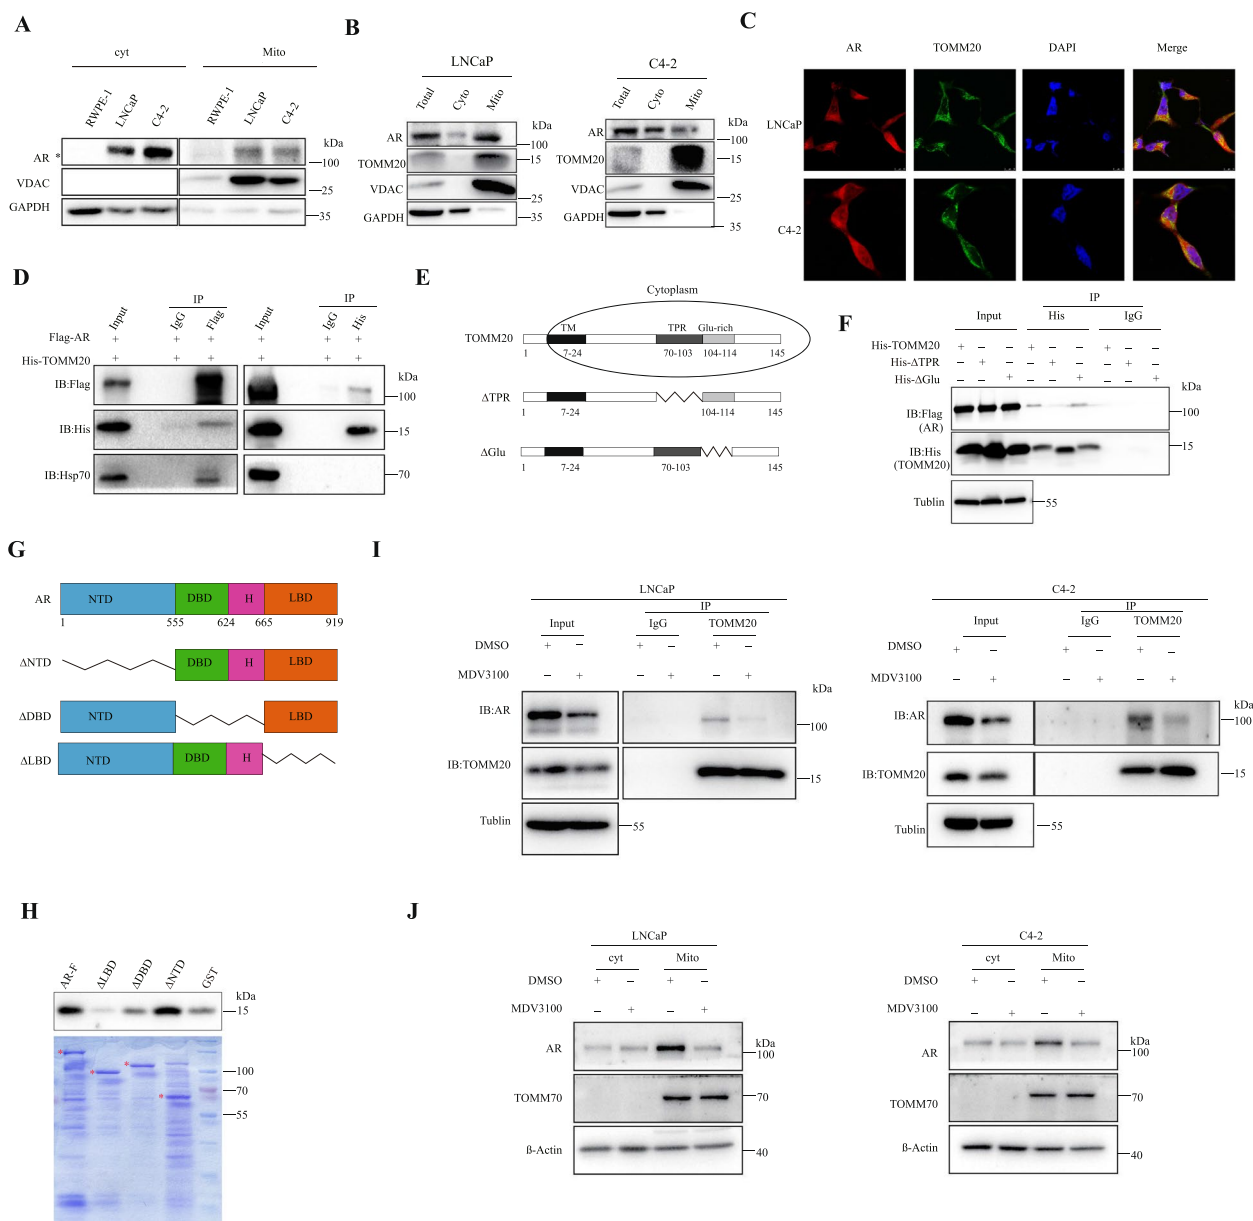 A
cyt Mito
RWPE-1 LNCaP C4-2 RWPE-1 LNCaP C4-2
kDa
AR *
100
VDAC
25
GAPDH
35
B
LNCaP C4-2
Total Cyto Mito Total Cyto Mito
kDa kDa
AR 100 AR 100
TOMM20 15 TOMM20 15
VDAC 25 VDAC 25
GAPDH 35 GAPDH 35
C
AR TOMM20 DAPI Merge
LNCaP
C4-2
D
IP IP
Input IgG Flag Input IgG His
Flag-AR + + + + + +
His-TOMM20 + + + + + +
kDa
IB:Flag 100
IB:His 15
IB:Hsp70 70
E
Cytoplasm
TM TPR Glu-rich
TOMM20
1 7-24 70-103 104-114 145
ΔTPR
1 7-24 104-114 145
ΔGlu
1 7-24 70-103 145
F
IP
Input His IgG
His-TOMM20 + − − + − − + − −
His-ΔTPR − + − − + − − + −
His-ΔGlu − − + − − + − − +
kDa
IB:Flag (AR) 100
IB:His (TOMM20) 15
Tublin 55
G
AR NTD DBD H LBD
1 555 624 665 919
ΔNTD DBD H LBD
ΔDBD NTD LBD
ΔLBD NTD DBD H
H
AR-F ΔLBD ΔDBD ΔNTD GST
kDa
15
* * * *
100
70
55
I
LNCaP C4-2
IP IP
Input IgG TOMM20 Input IgG TOMM20
DMSO + − + − + − DMSO + − + − + −
MDV3100 − + − + − + MDV3100 − + − + − +
kDa kDa
IB:AR 100 IB:AR 100
IB:TOMM20 15 IB:TOMM20 15
Tublin 55 Tublin 55
J
LNCaP C4-2
cyt Mito cyt Mito
DMSO + − + − DMSO + − + −
MDV3100 − + − + MDV3100 − + − +
kDa kDa
AR 100 AR 100
TOMM70 70 TOMM70 70
ß-Actin 40 ß-Actin 40